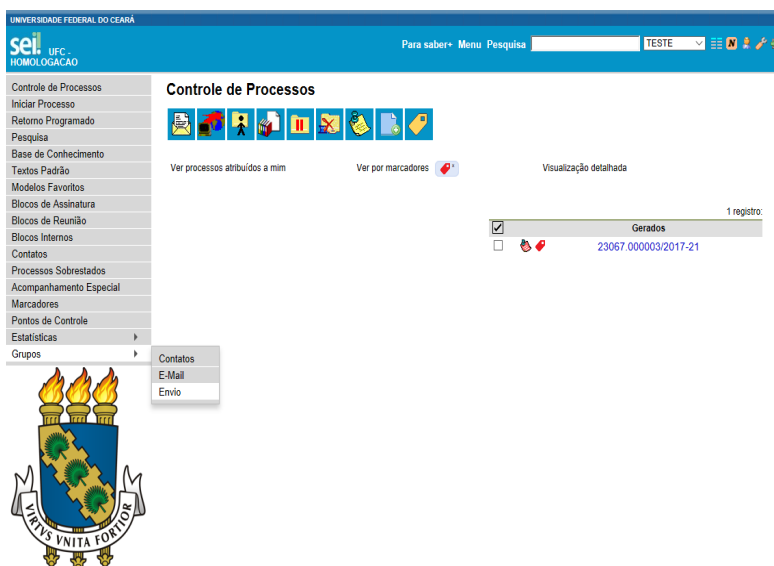 UNIVERSIDADE FEDERAL DO CEARÁ
sei! UFC -
HOMOLOGACAO
Para saber+ Menu Pesquisa TESTE
N
Controle de Processos
Iniciar Processo
Retorno Programado
Pesquisa
Base de Conhecimento
Textos Padrão
Modelos Favoritos
Blocos de Assinatura
Blocos de Reunião
Blocos Internos
Contatos
Processos Sobrestados
Acompanhamento Especial
Marcadores
Pontos de Controle
Estatísticas
Grupos
Contatos
E-Mail
Envio
Controle de Processos
Ver processos atribuídos a mim Ver por marcadores Visualização detalhada
1 registro:
Gerados
23067.000003/2017-21
VIRTVS VNITA FORTIOR